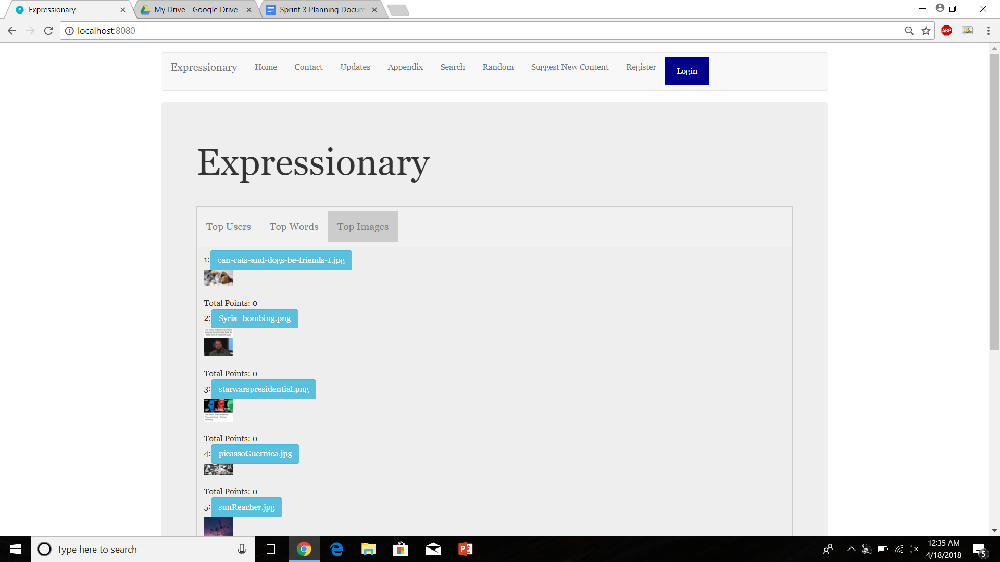 Expressionary
My Drive - Google Drive
Sprint 3 Planning Docum
localhost:8080
ABP
Expressionary Home Contact Updates Appendix Search Random Suggest New Content Register Login
Expressionary
Top Users Top Words Top Images
1: can-cats-and-dogs-be-friends-1.jpg
Total Points: 0
2: Syria_bombing.png
Total Points: 0
3: starwarspresidential.png
Total Points: 0
4: picassoGuernica.jpg
Total Points: 0
5: sunReacher.jpg
Type here to search
12:35 AM
4/18/2018
5